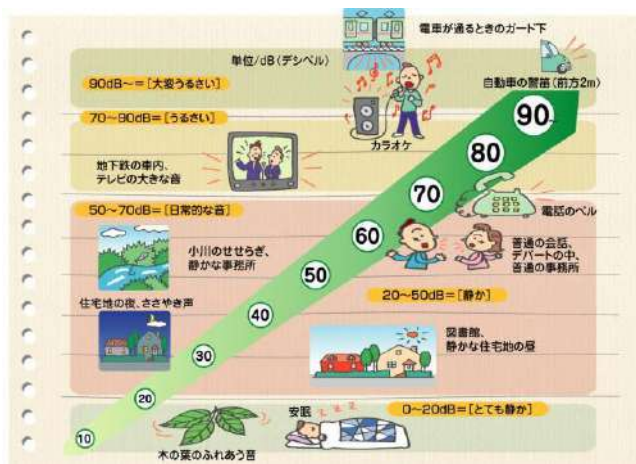 電車が通るときのガード下
単位/dB(デシベル)
90dB~=[大変うるさい]
自動車の警笛(前方2m)
70~90dB=[うるさい]
90~
カラオケ
80
地下鉄の車内、
テレビの大きな音
70
50~70dB=[日常的な音]
電話のベル
60
小川のせせらぎ、
静かな事務所
普通の会話、
デパートの中、
普通の事務所
50
住宅地の夜、ささやき声
20~50dB=[静か]
40
図書館、
静かな住宅地の昼
30
20
安眠
zzz
0~20dB=[とても静か]
10
木の葉のふれあう音